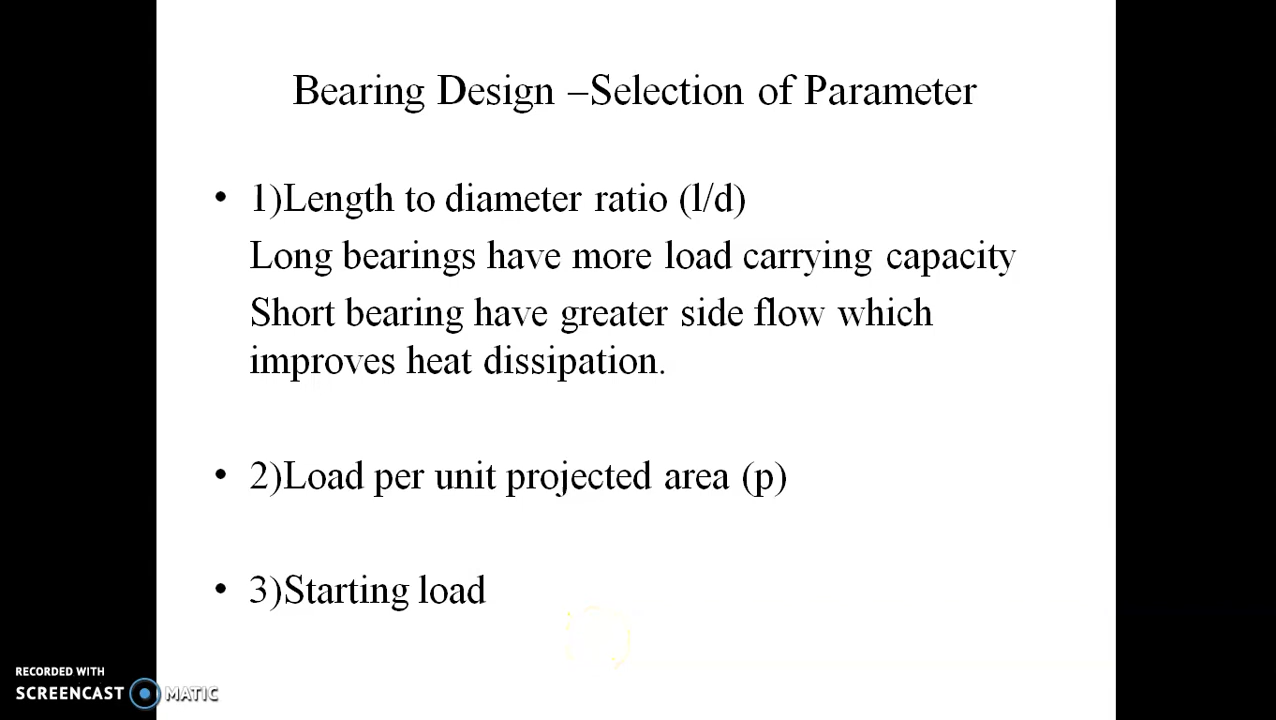 Bearing Design –Selection of Parameter
• 1)Length to diameter ratio (l/d)
Long bearings have more load carrying capacity
Short bearing have greater side flow which
improves heat dissipation.
• 2)Load per unit projected area (p)
• 3)Starting load
RECORDED WITH
SCREENCAST MATIC